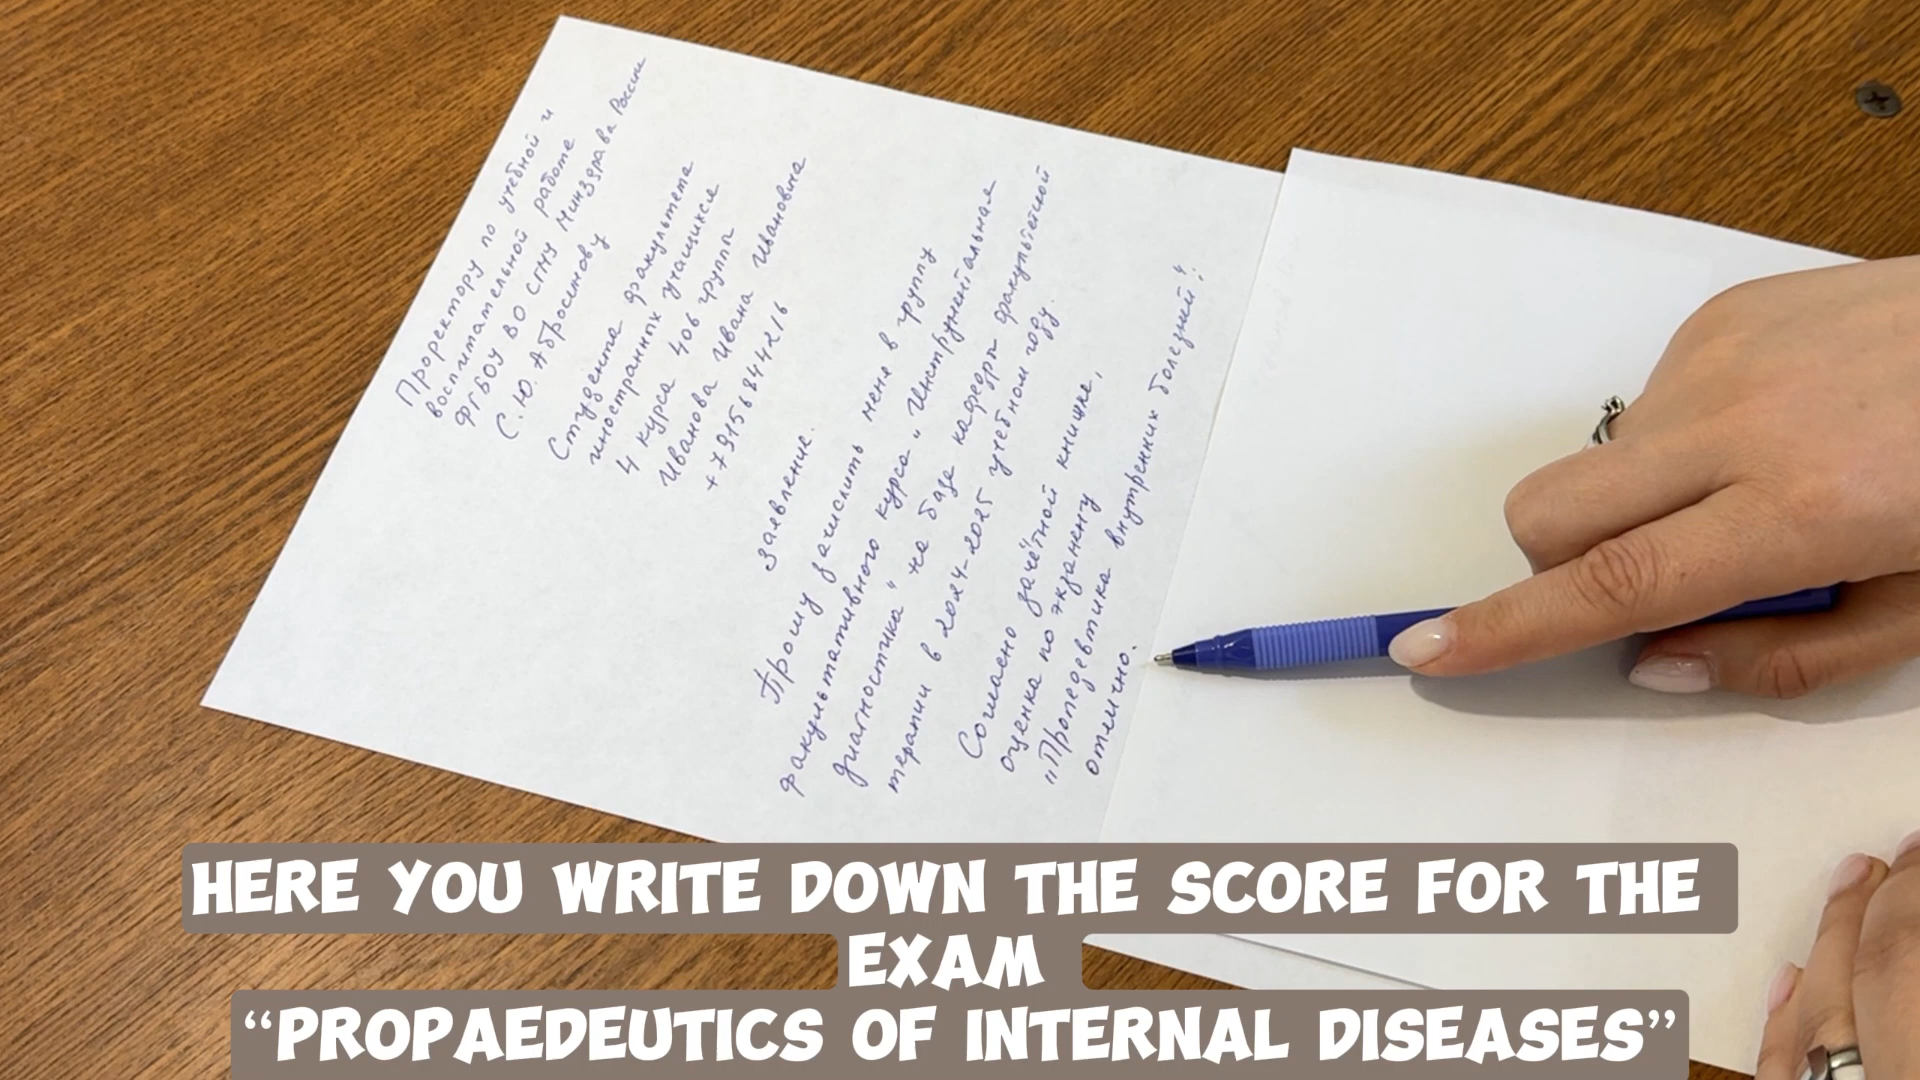 Проректору по учебной и
воспитательной работе
ФГБОУ ВО СГМУ Минздрава России
С.Ю. Абросимову
Студента факультета
иностранных учащихся
4 курса 406 группы
Иванова Ивана Ивановича
+79156844216
Заявление.
Прошу зачислить меня в группу
факультативного курса „Инструментальная
диагностика“ на базе кафедры факультетской
терапии в 2024-2025 учебном году.
Согласно зачётной книжке,
оценка по экзамену
„Пропедевтика внутренних болезней“:
отлично.
HERE YOU WRITE DOWN THE SCORE FOR THE
EXAM
“PROPAEDEUTICS OF INTERNAL DISEASES”